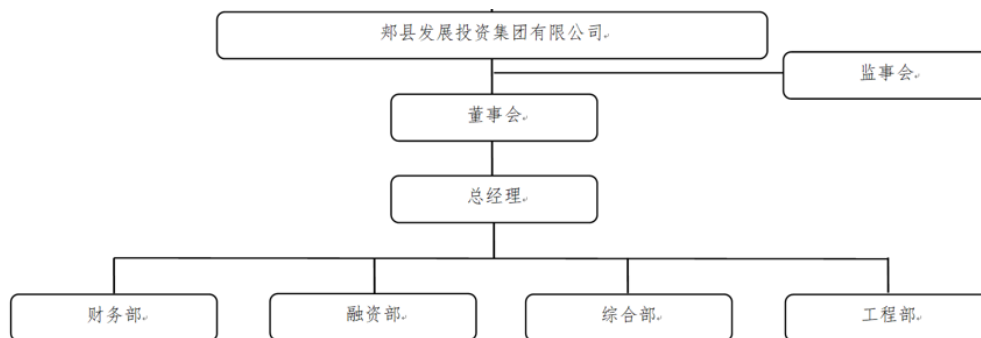 郏县发展投资集团有限公司
监事会
董事会
总经理
财务部
融资部
综合部
工程部